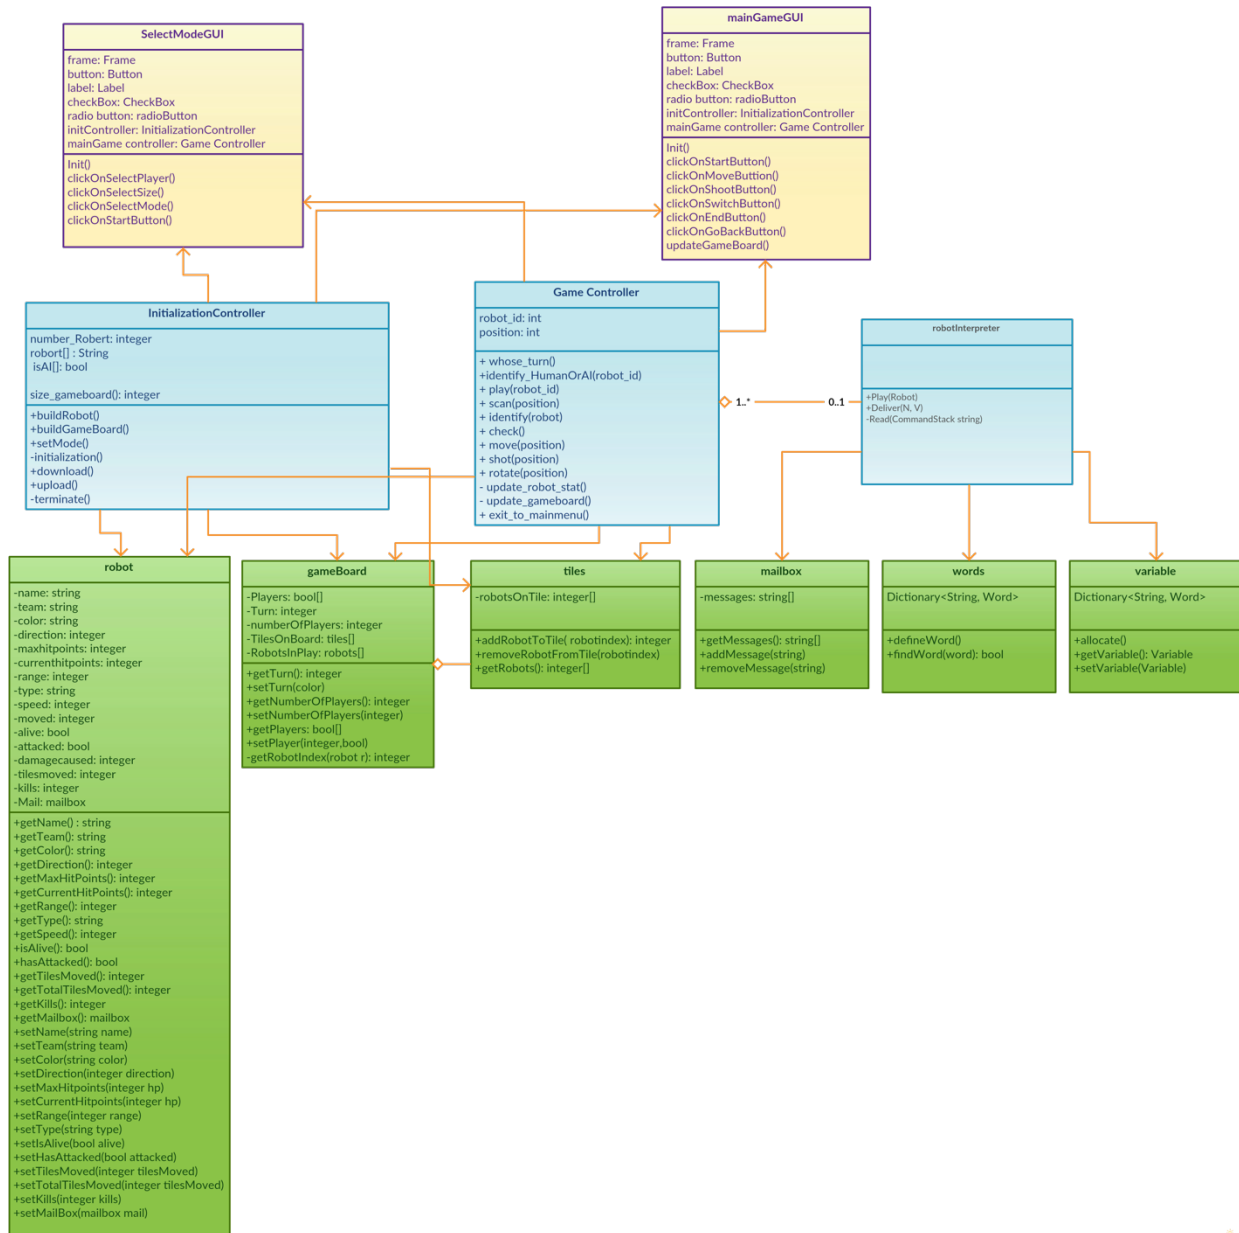 SelectModeGUI
frame: Frame
button: Button
label: Label
checkBox: CheckBox
radio button: radioButton
initController: InitializationController
mainGame controller: Game Controller
Init()
clickOnSelectPlayer()
clickOnSelectSize()
clickOnSelectMode()
clickOnStartButton()
mainGameGUI
frame: Frame
button: Button
label: Label
checkBox: CheckBox
radio button: radioButton
initController: InitializationController
mainGame controller: Game Controller
Init()
clickOnStartButton()
clickOnMoveButton()
clickOnShootButton()
clickOnSwitchButton()
clickOnEndButton()
clickOnGoBackButton()
updateGameBoard()
InitializationController
number_Robert: integer
robort[] : String
isAI[]: bool
size_gameboard(): integer
+buildRobot()
+buildGameBoard()
+setMode()
-initialization()
+download()
+upload()
-terminate()
Game Controller
robot_id: int
position: int
+ whose_turn()
+identify_HumanOrAI(robot_id)
+ play(robot_id)
+ scan(position)
+ identify(robot)
+ check()
+ move(position)
+ shot(position)
+ rotate(position)
- update_robot_stat()
- update_gameboard()
+ exit_to_mainmenu()
1..*
0..1
robotInterpreter
+Play(Robot)
+Deliver(N, V)
-Read(CommandStack string)
robot
-name: string
-team: string
-color: string
-direction: integer
-maxhitpoints: integer
-currenthitpoints: integer
-range: integer
-type: string
-speed: integer
-moved: integer
-alive: bool
-attacked: bool
-damagecaused: integer
-tilesmoved: integer
-kills: integer
-Mail: mailbox
+getName() : string
+getTeam(): string
+getColor(): string
+getDirection(): integer
+getMaxHitPoints(): integer
+getCurrentHitPoints(): integer
+getRange(): integer
+getType(): string
+getSpeed(): integer
+isAlive(): bool
+hasAttacked(): bool
+getTilesMoved(): integer
+getTotalTilesMoved(): integer
+getKills(): integer
+getMailbox(): mailbox
+setName(string name)
+setTeam(string team)
+setColor(string color)
+setDirection(integer direction)
+setMaxHitpoints(integer hp)
+setCurrentHitpoints(integer hp)
+setRange(integer range)
+setType(string type)
+setIsAlive(bool alive)
+setHasAttacked(bool attacked)
+setTilesMoved(integer tilesMoved)
+setTotalTilesMoved(integer tilesMoved)
+setKills(integer kills)
+setMailBox(mailbox mail)
gameBoard
-Players: bool[]
-Turn: integer
-numberOfPlayers: integer
-TilesOnBoard: tiles[]
-RobotsInPlay: robots[]
+getTurn(): integer
+setTurn(color)
+getNumberOfPlayers(): integer
+setNumberOfPlayers(integer)
+getPlayers: bool[]
+setPlayer(integer,bool)
-getRobotIndex(robot r): integer
tiles
-robotsOnTile: integer[]
+addRobotToTile( robotindex): integer
+removeRobotFromTile(robotindex)
+getRobots(): integer[]
mailbox
-messages: string[]
+getMessages(): string[]
+addMessage(string)
+removeMessage(string)
words
Dictionary<String, Word>
+defineWord()
+findWord(word): bool
variable
Dictionary<String, Word>
+allocate()
+getVariable(): Variable
+setVariable(Variable)